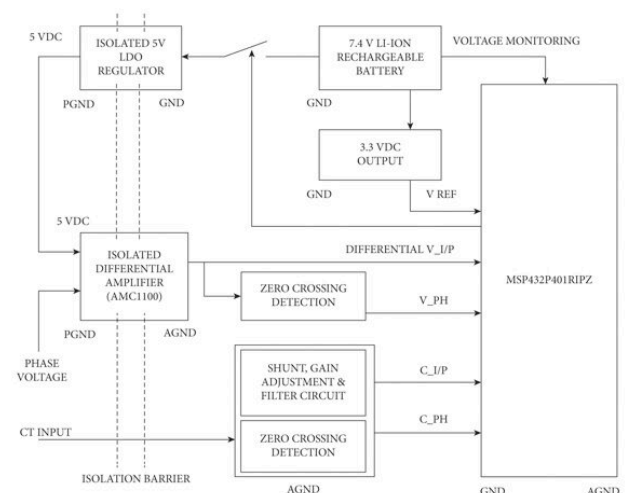 5 VDC
ISOLATED 5V
LDO
REGULATOR
PGND
GND
7.4 V LI-ION
RECHARGEABLE
BATTERY
GND
VOLTAGE MONITORING
3.3 VDC
OUTPUT
GND
V REF
5 VDC
ISOLATED
DIFFERENTIAL
AMPLIFIER
(AMC1100)
PGND
AGND
PHASE
VOLTAGE
DIFFERENTIAL V_I/P
ZERO CROSSING
DETECTION
V_PH
MSP432P401RIPZ
SHUNT, GAIN
ADJUSTMENT &
FILTER CIRCUIT
C_I/P
ZERO CROSSING
DETECTION
C_PH
CT INPUT
ISOLATION BARRIER
AGND
GND
AGND